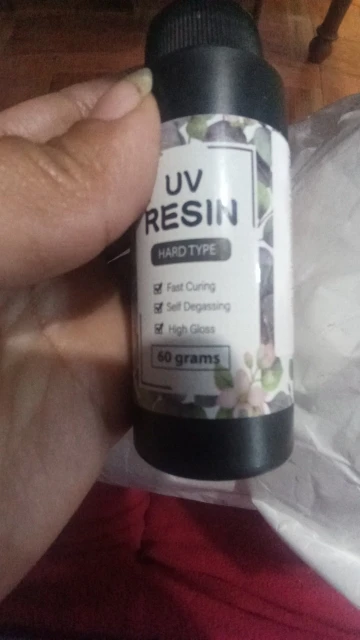 UV
RESIN
HARD TYPE
Fast Curing
Self Degassing
High Gloss
60 grams